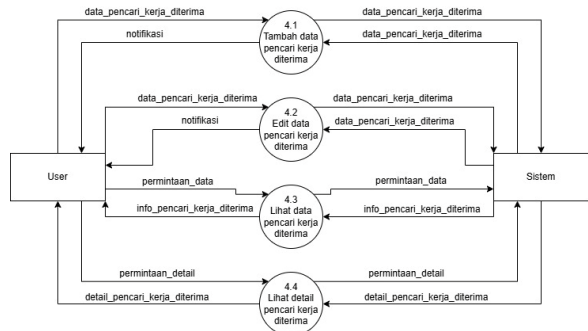 data_pencari_kerja_diterima
4.1
Tambah data
pencari kerja
diterima
data_pencari_kerja_diterima
notifikasi
data_pencari_kerja_diterima
data_pencari_kerja_diterima
4.2
Edit data
pencari kerja
diterima
data_pencari_kerja_diterima
notifikasi
data_pencari_kerja_diterima
User
Sistem
permintaan_data
4.3
Lihat data
pencari kerja
diterima
permintaan_data
info_pencari_kerja_diterima
info_pencari_kerja_diterima
permintaan_detail
4.4
Lihat detail
pencari kerja
diterima
permintaan_detail
detail_pencari_kerja_diterima
detail_pencari_kerja_diterima